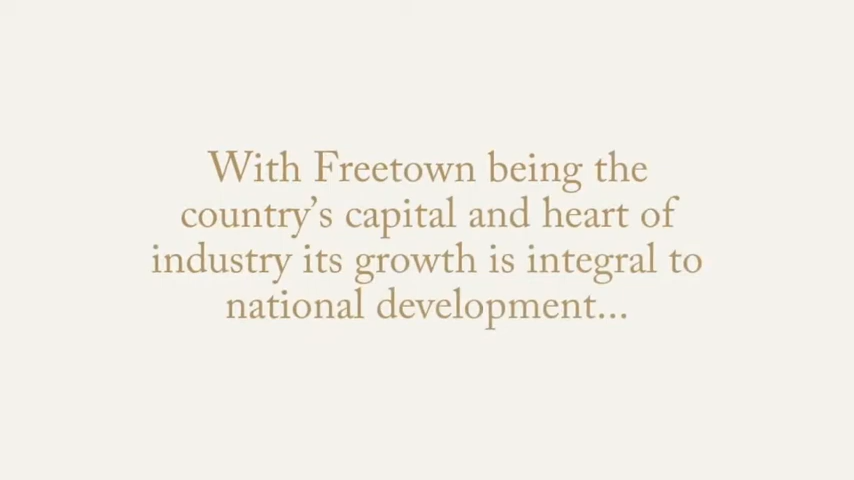 With Freetown being the
country’s capital and heart of
industry its growth is integral to
national development...